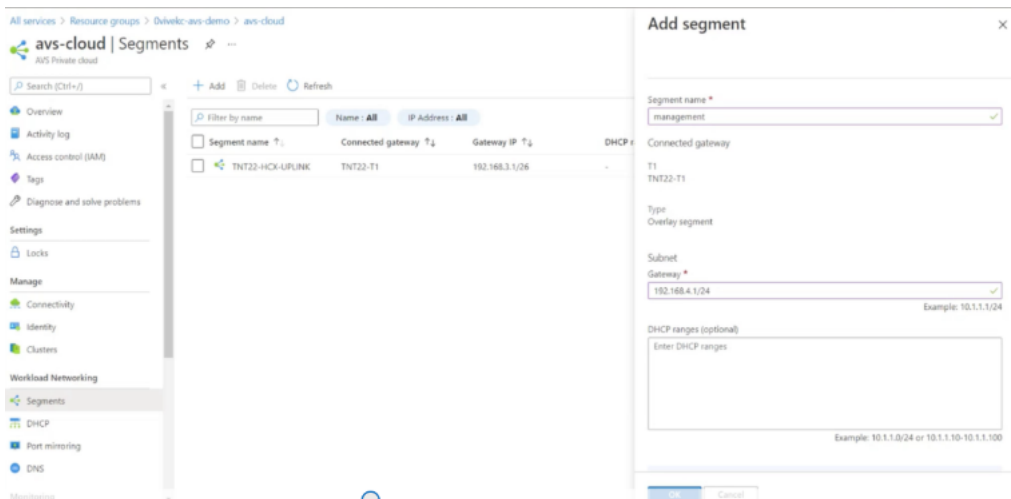 All services > Resource groups > 0vivekc-avs-demo > avs-cloud
avs-cloud | Segments
AVS Private cloud
Search (Ctrl+/)
Overview
Activity log
Access control (IAM)
Tags
Diagnose and solve problems
Settings
Locks
Manage
Connectivity
Identity
Clusters
Workload Networking
Segments
DHCP
Port mirroring
DNS
Monitoring
Add Delete Refresh
Filter by name Name : All IP Address : All
Segment name Connected gateway Gateway IP DHCP
TNT22-HCX-UPLINK TNT22-T1 192.168.3.1/26 -
Add segment
Segment name *
management
Connected gateway
T1
TNT22-T1
Type
Overlay segment
Subnet
Gateway *
192.168.4.1/24
Example: 10.1.1.1/24
DHCP ranges (optional)
Enter DHCP ranges
Example: 10.1.1.0/24 or 10.1.1.10-10.1.1.100
OK Cancel